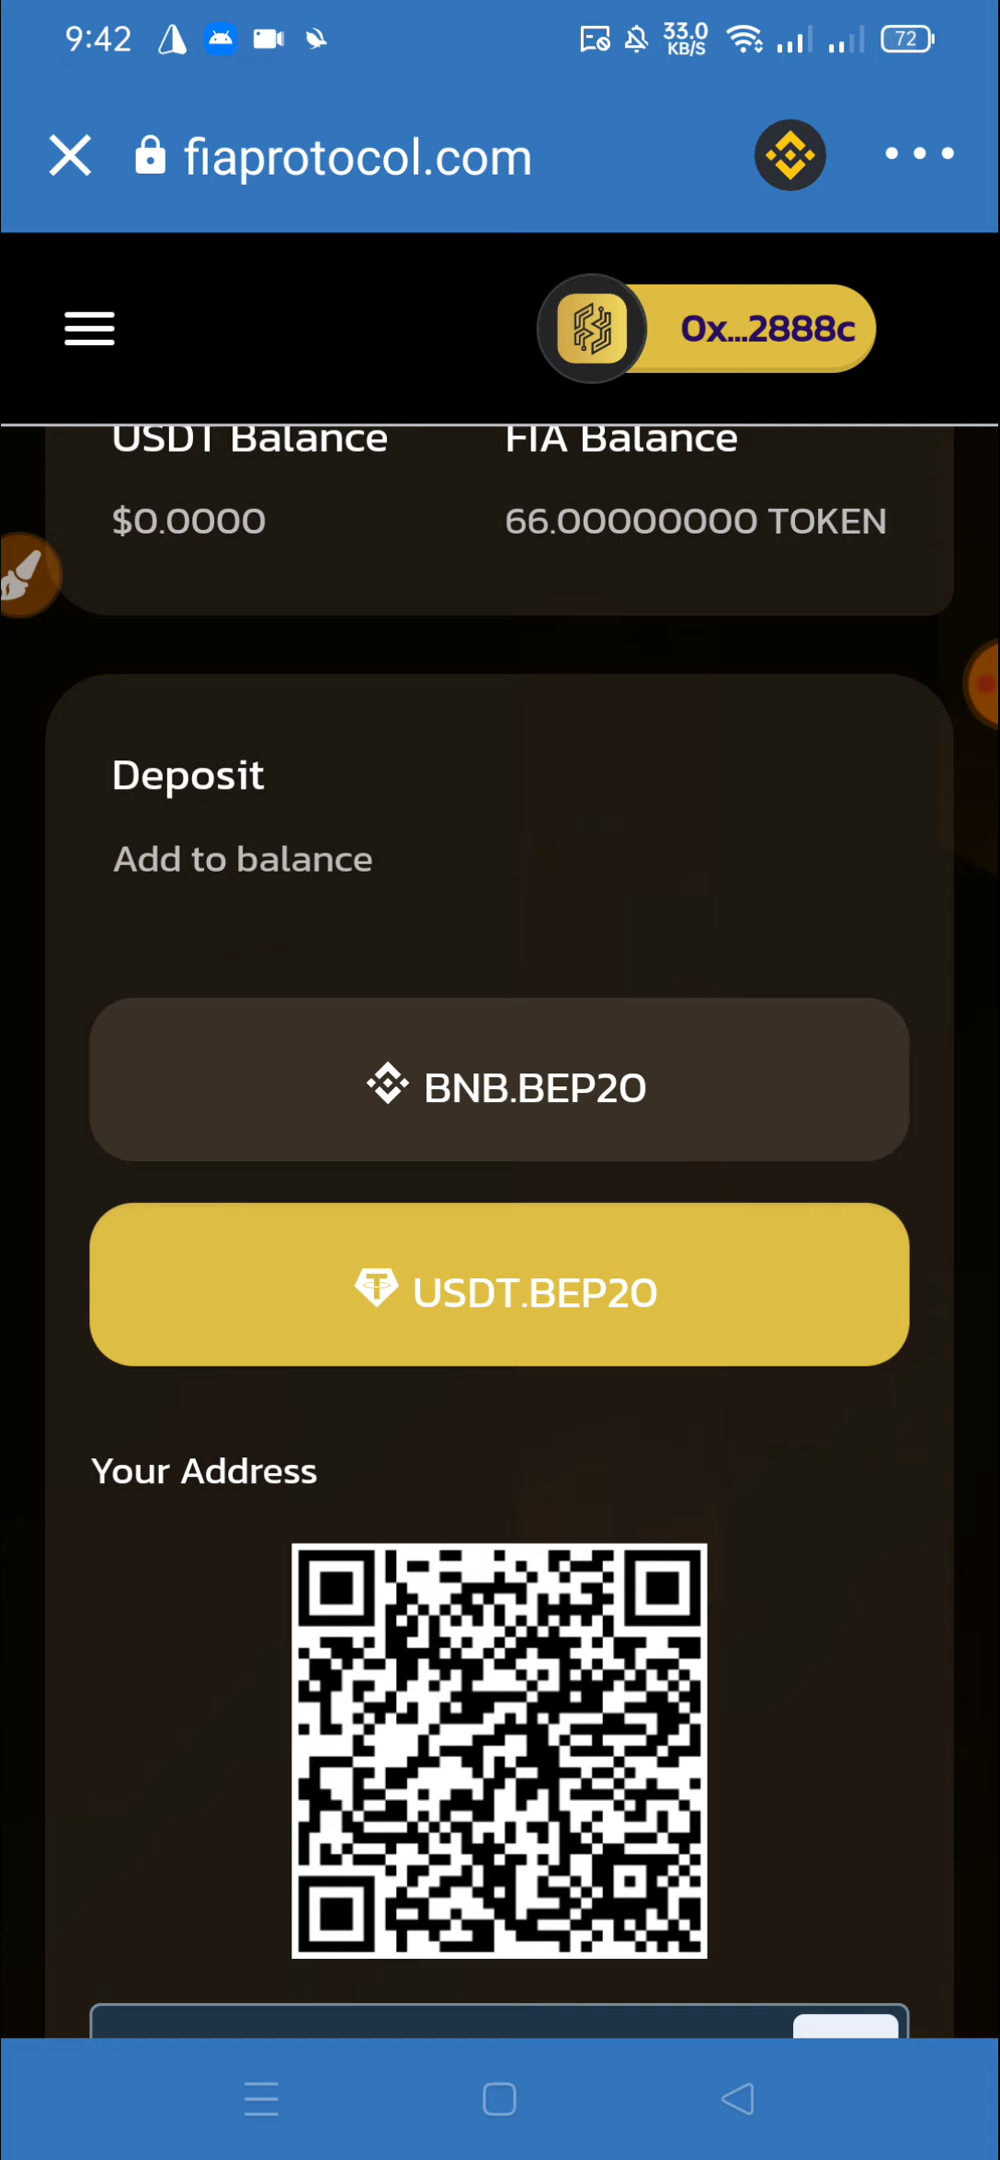 9:42
33.0
KB/S
72
fiaprotocol.com
0x...2888c
USDT Balance
FIA Balance
$0.0000
66.00000000 TOKEN
Deposit
Add to balance
BNB.BEP20
USDT.BEP20
Your Address